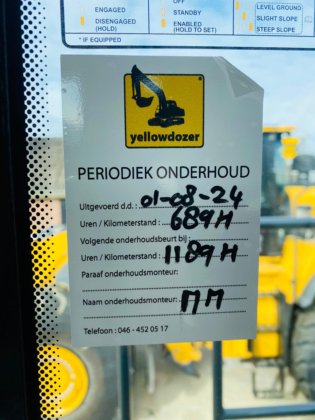 ENGAGED
DISENGAGED
(HOLD)
* IF EQUIPPED
OFF
STANDBY
ENABLED
(HOLD TO SET)
LEVEL GROUND
SLIGHT SLOPE
STEEP SLOPE
yellowdozer
PERIODIEK ONDERHOUD
Uitgevoerd d.d.: 01-08-24
Uren / Kilometerstand: 689H
Volgende onderhoudsbeurt bij:
Uren / Kilometerstand: 1189H
Paraaf onderhoudsmonteur:
Naam onderhoudsmonteur: MM
Telefoon: 046 - 452 05 17